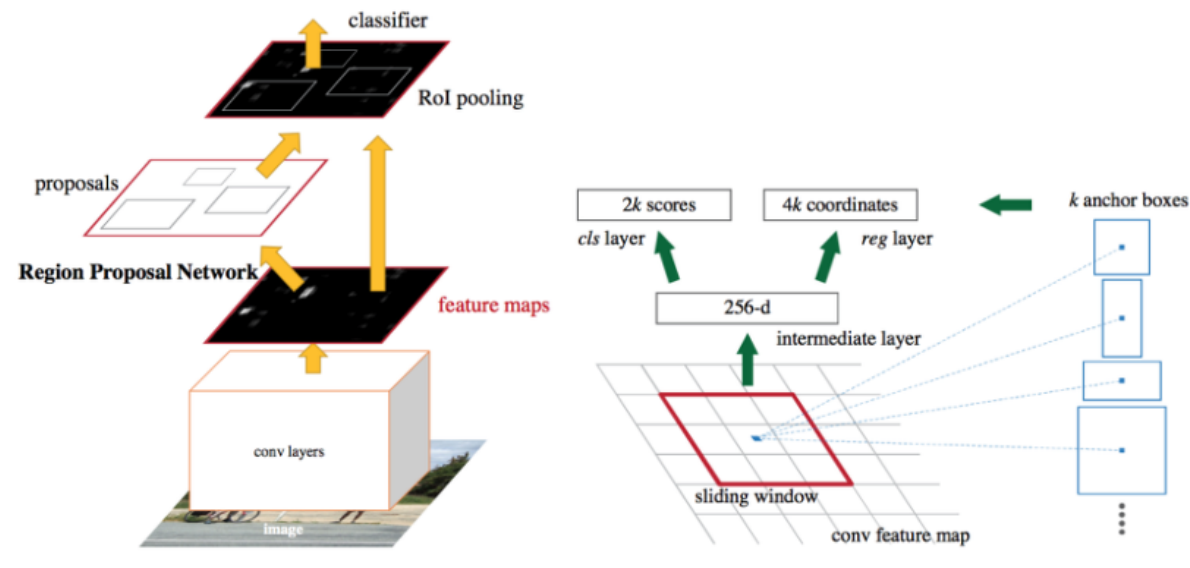 classifier
RoI pooling
proposals
Region Proposal Network
feature maps
conv layers
image
2k scores
4k coordinates
k anchor boxes
cls layer
reg layer
256-d
intermediate layer
sliding window
conv feature map